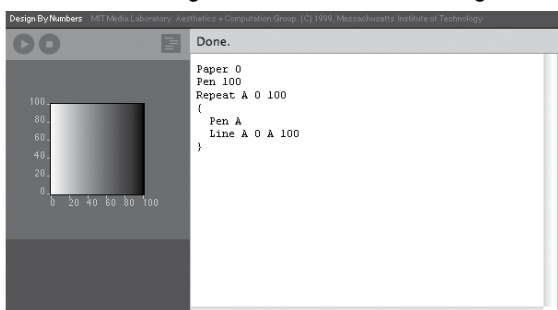 Design By Numbers MIT Media Laboratory. Aesthetics + Computation Group. (C) 1999, Massachusetts Institute of Technology
Done.
Paper 0
Pen 100
Repeat A 0 100
{
Pen A
Line A 0 A 100
}
100
80
60
40
20
0
0 20 40 60 80 100